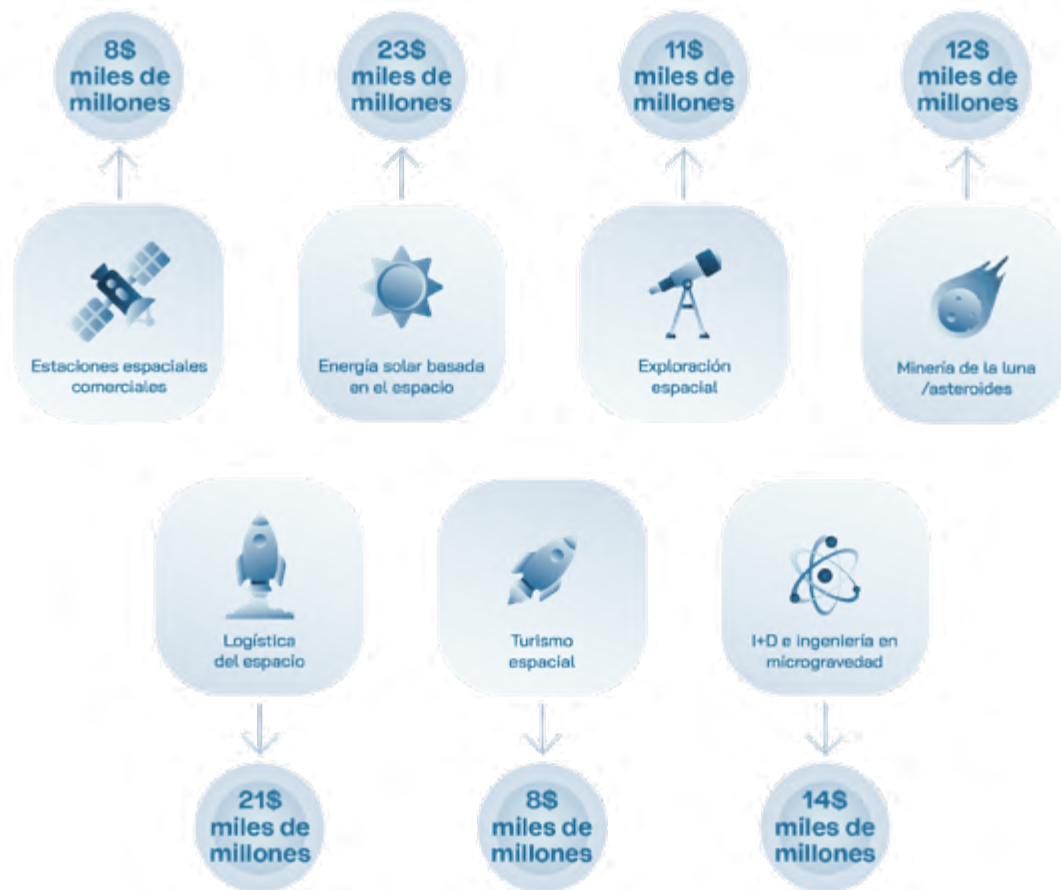 8$
miles de
millones
23$
miles de
millones
11$
miles de
millones
12$
miles de
millones
Estaciones espaciales
comerciales
Energía solar basada
en el espacio
Exploración
espacial
Minería de la luna
/asteroides
Logística
del espacio
Turismo
espacial
I+D e ingeniería en
microgravedad
21$
miles de
millones
8$
miles de
millones
14$
miles de
millones